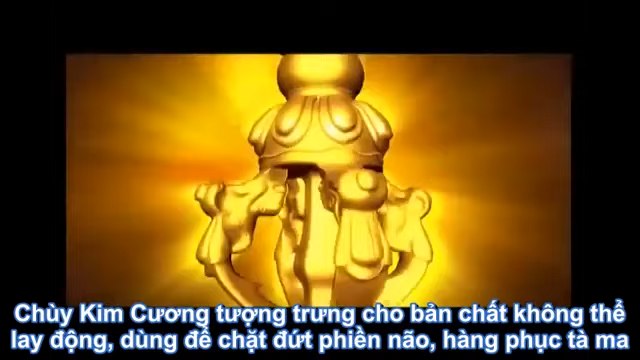 Chùy Kim Cương tượng trưng cho bản chất không thể
lay động, dùng để chặt đứt phiền não, hàng phục tà ma